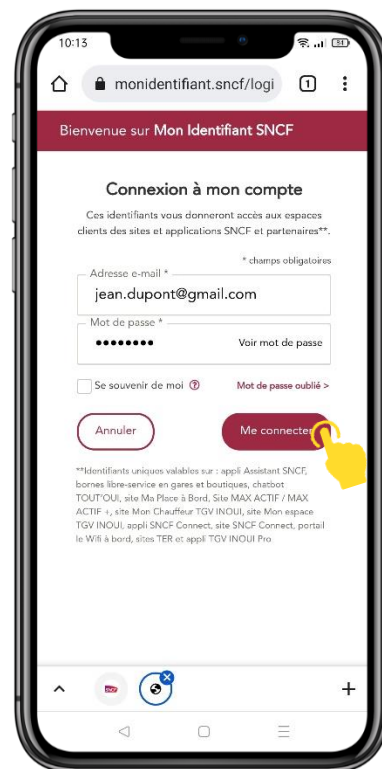 10:13
84
monidentifiant.sncf/logi
1
Bienvenue sur Mon Identifiant SNCF
Connexion à mon compte
Ces identifiants vous donneront accès aux espaces
clients des sites et applications SNCF et partenaires**.
* champs obligatoires
Adresse e-mail *
jean.dupont@gmail.com
Mot de passe *
•••••••• Voir mot de passe
Se souvenir de moi ? Mot de passe oublié >
Annuler Me connecter
**Identifiants uniques valables sur : appli Assistant SNCF,
bornes libre-service en gares et boutiques, chatbot
TOUT'OUI, site Ma Place à Bord, Site MAX ACTIF / MAX
ACTIF +, site Mon Chauffeur TGV INOUI, site Mon espace
TGV INOUI, appli SNCF Connect, site SNCF Connect, portail
le Wifi à bord, sites TER et appli TGV INOUI Pro
SNCF